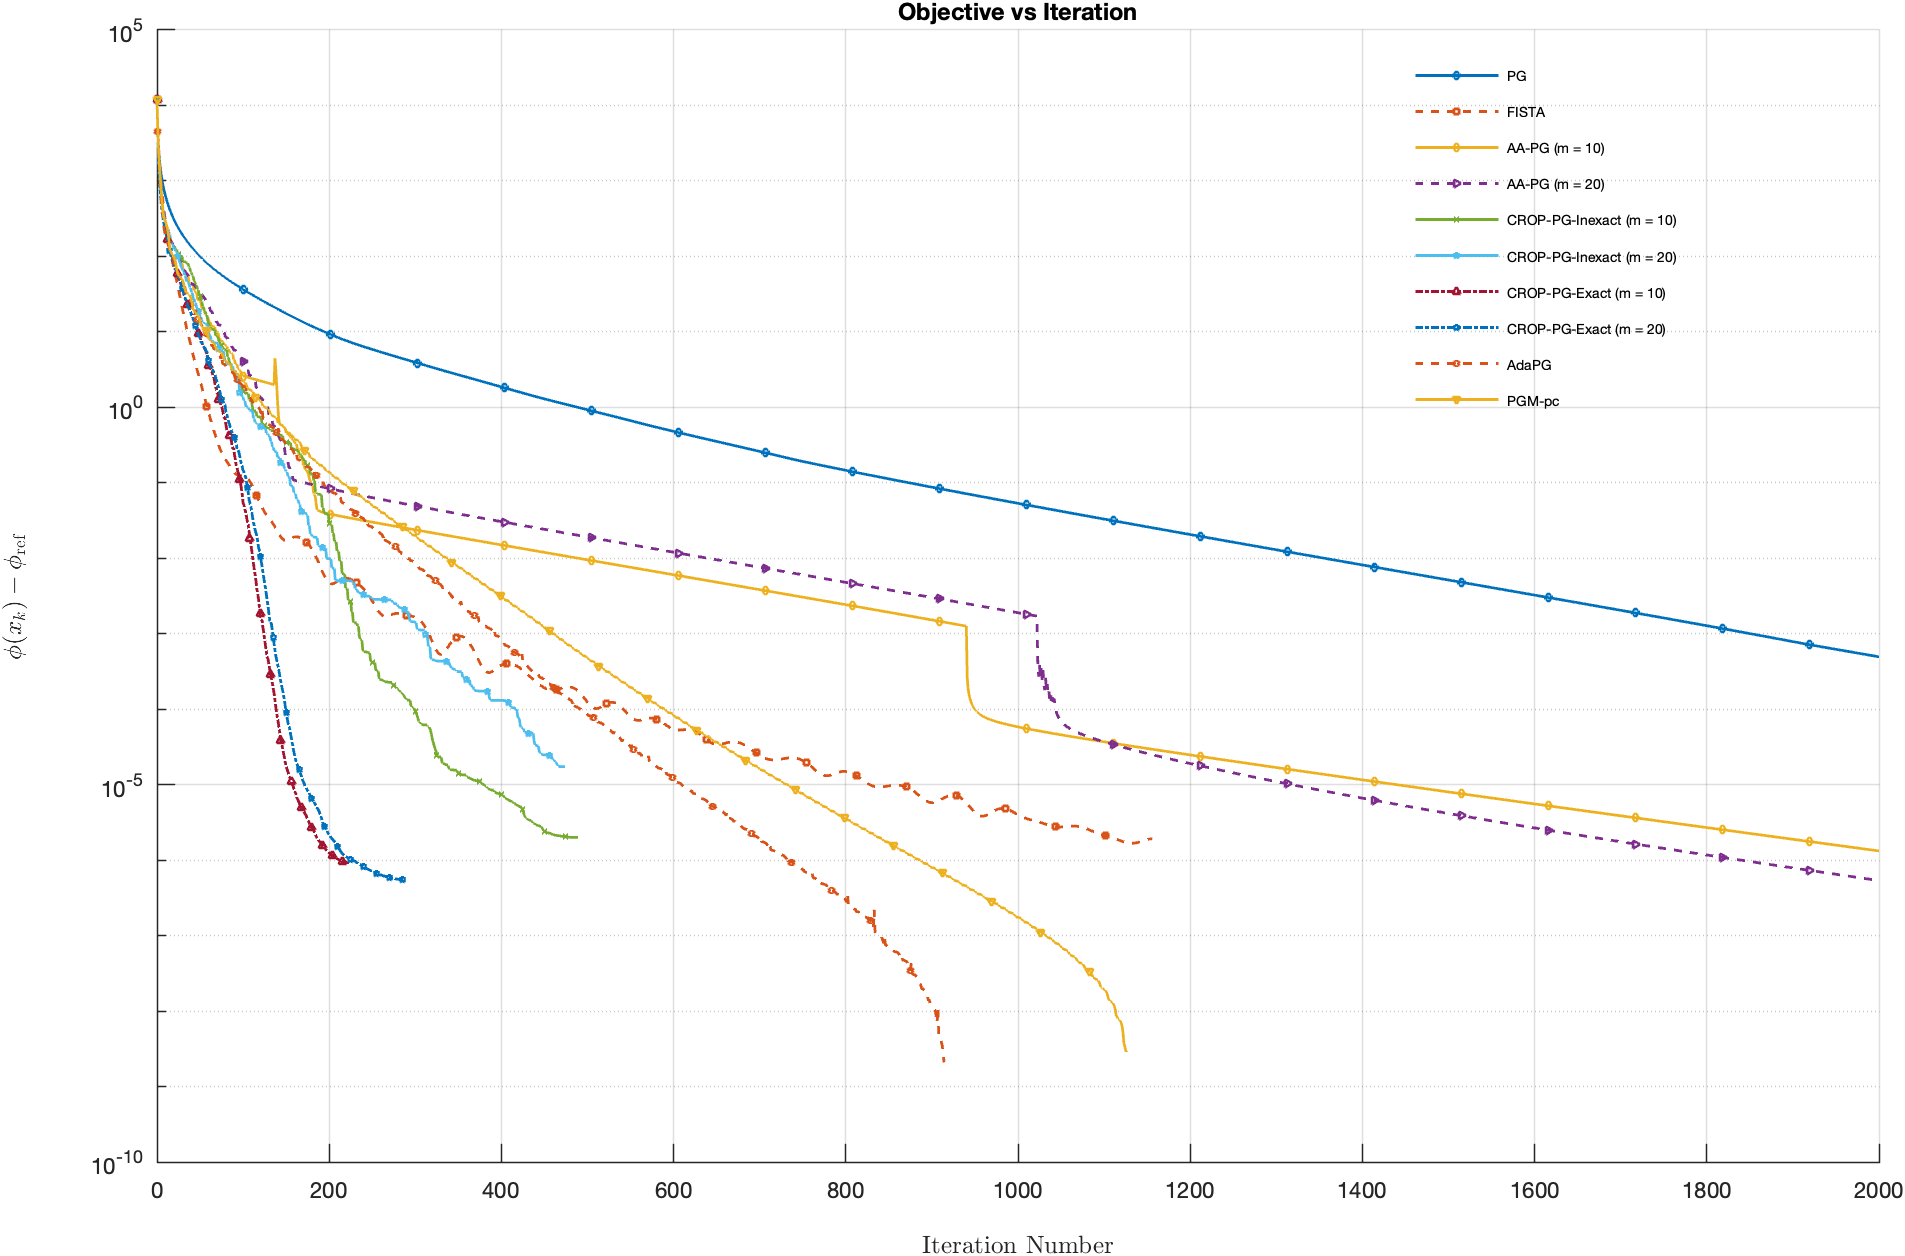 Objective vs Iteration
10^5
10^0
10^-5
10^-10
ϕ(x_k) − ϕ_ref
PG
FISTA
AA-PG (m = 10)
AA-PG (m = 20)
CROP-PG-Inexact (m = 10)
CROP-PG-Inexact (m = 20)
CROP-PG-Exact (m = 10)
CROP-PG-Exact (m = 20)
AdaPG
PGM-pc
0 200 400 600 800 1000 1200 1400 1600 1800 2000
Iteration Number